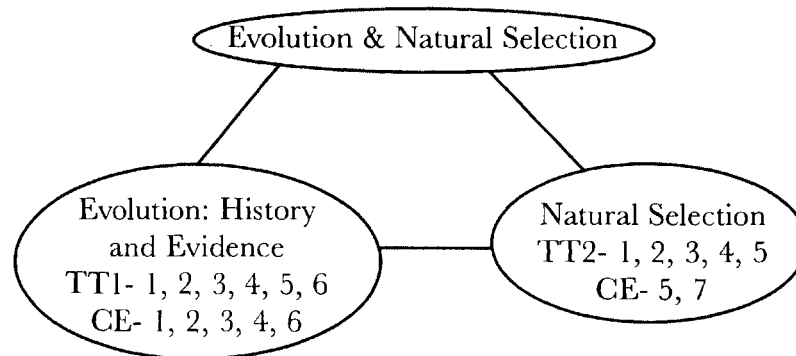 Evolution & Natural Selection
Evolution: History
and Evidence
TT1- 1, 2, 3, 4, 5, 6
CE- 1, 2, 3, 4, 6
Natural Selection
TT2- 1, 2, 3, 4, 5
CE- 5, 7